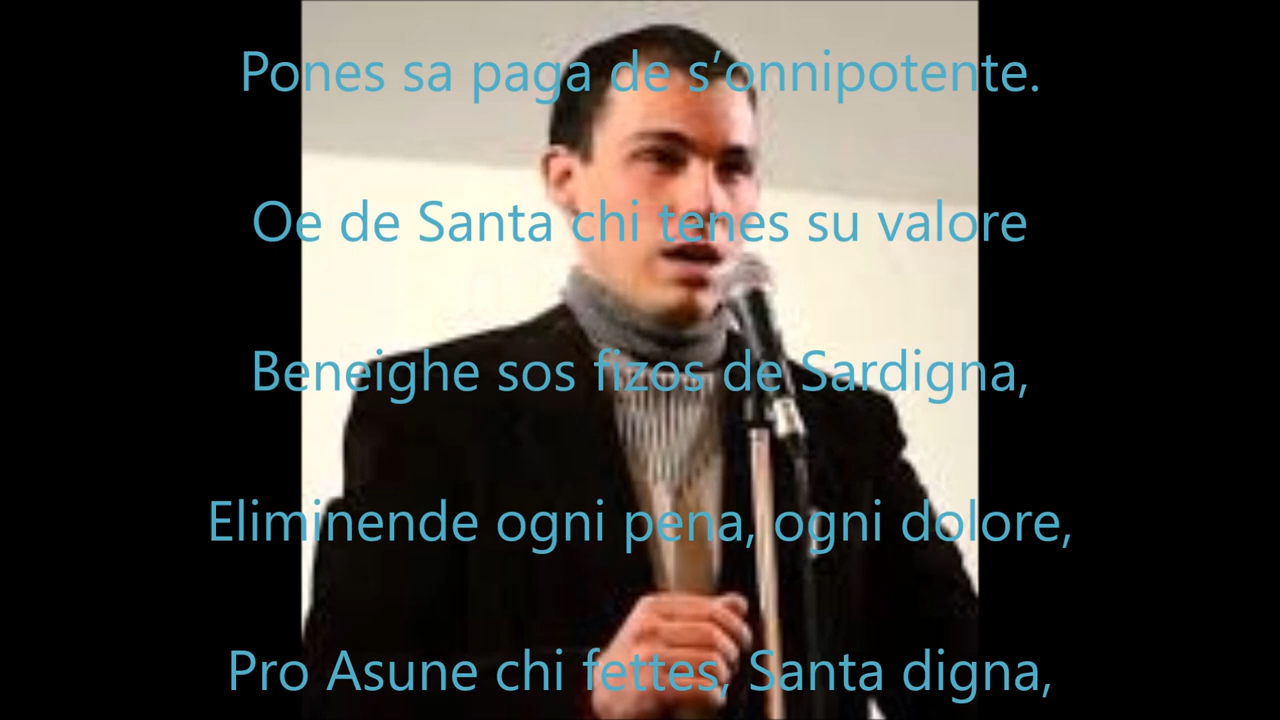 Pones sa paga de s’onnipotente.
Oe de Santa chi tenes su valore
Beneighe sos fizos de Sardigna,
Eliminende ogni pena, ogni dolore,
Pro Asune chi fettes, Santa digna,